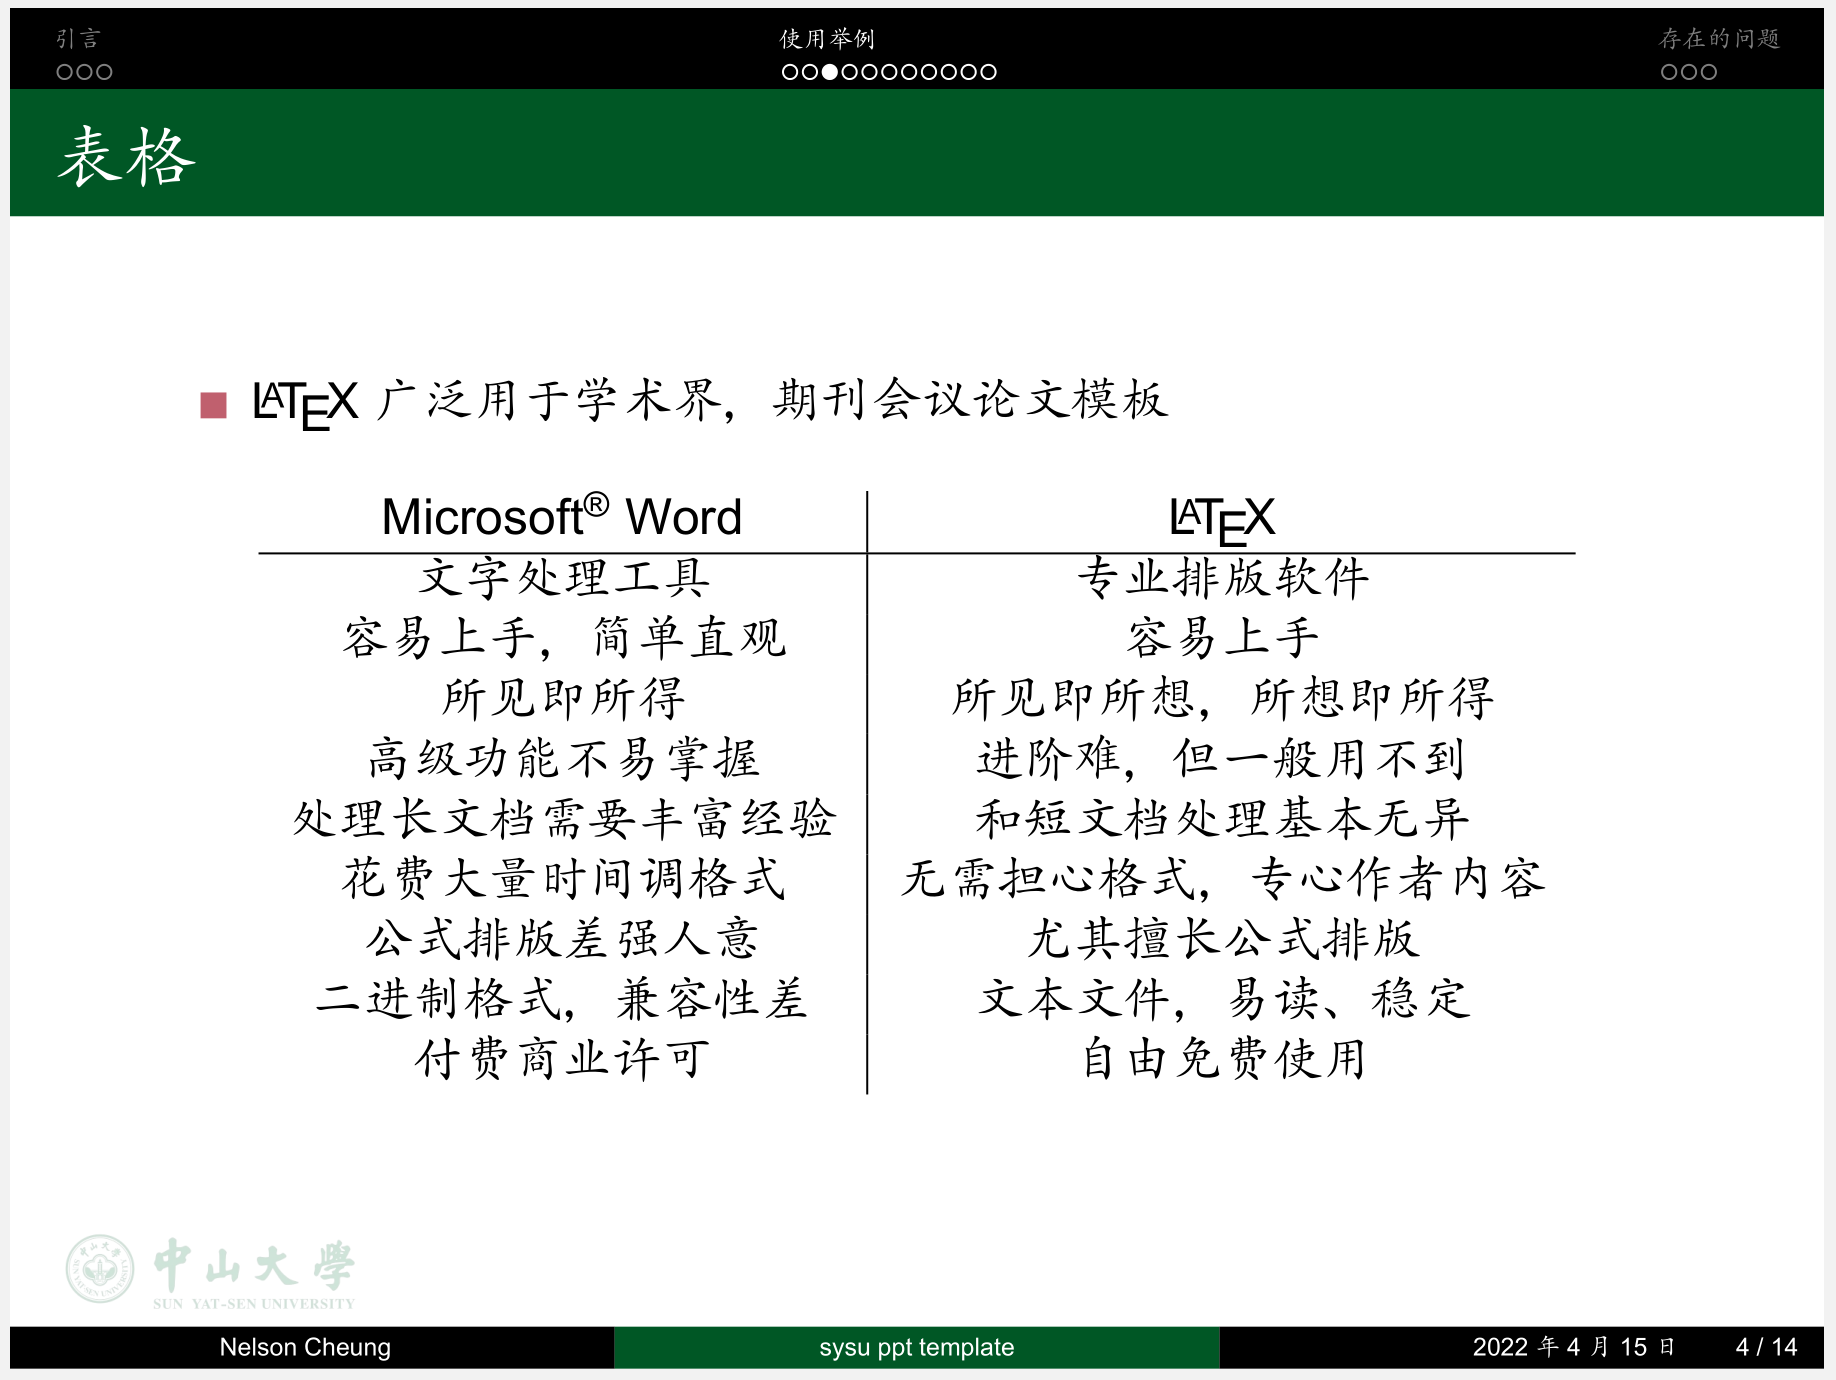 引言 使用举例 存在的问题
表格
LATEX 广泛用于学术界，期刊会议论文模板
Microsoft® Word LATEX
文字处理工具 专业排版软件
容易上手，简单直观 容易上手
所见即所得 所见即所想，所想即所得
高级功能不易掌握 进阶难，但一般用不到
处理长文档需要丰富经验 和短文档处理基本无异
花费大量时间调格式 无需担心格式，专心作者内容
公式排版差强人意 尤其擅长公式排版
二进制格式，兼容性差 文本文件，易读、稳定
付费商业许可 自由免费使用
中山大學
SUN YAT-SEN UNIVERSITY
Nelson Cheung sysu ppt template 2022 年 4 月 15 日 4 / 14